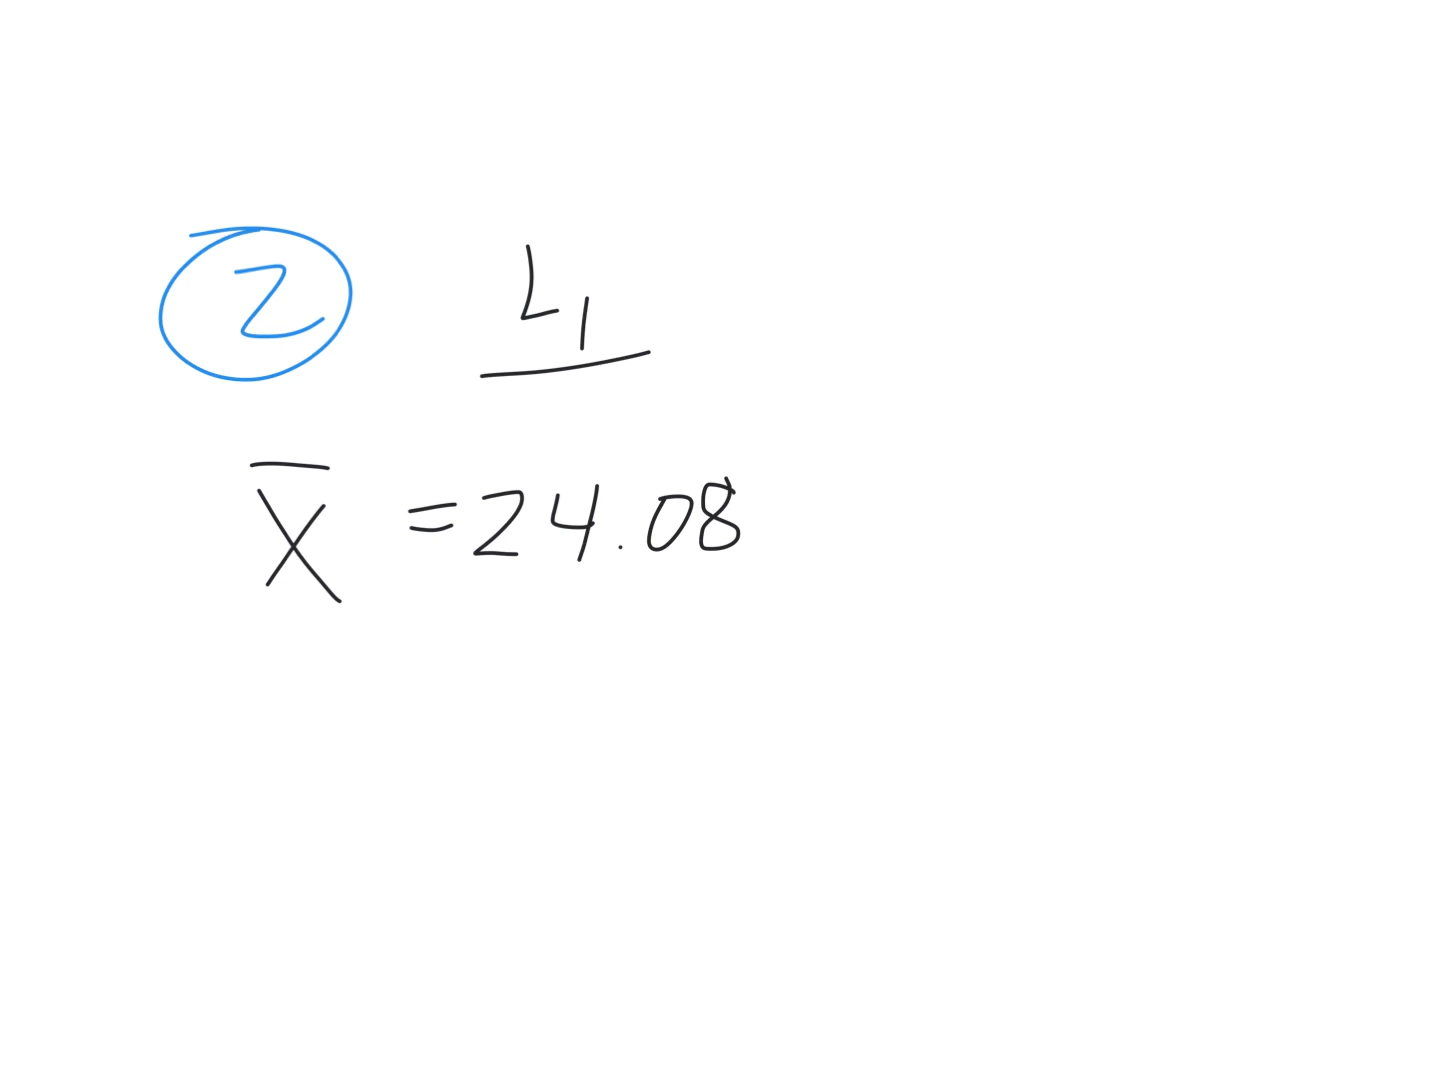 2 L₁
X̅ = 24.08